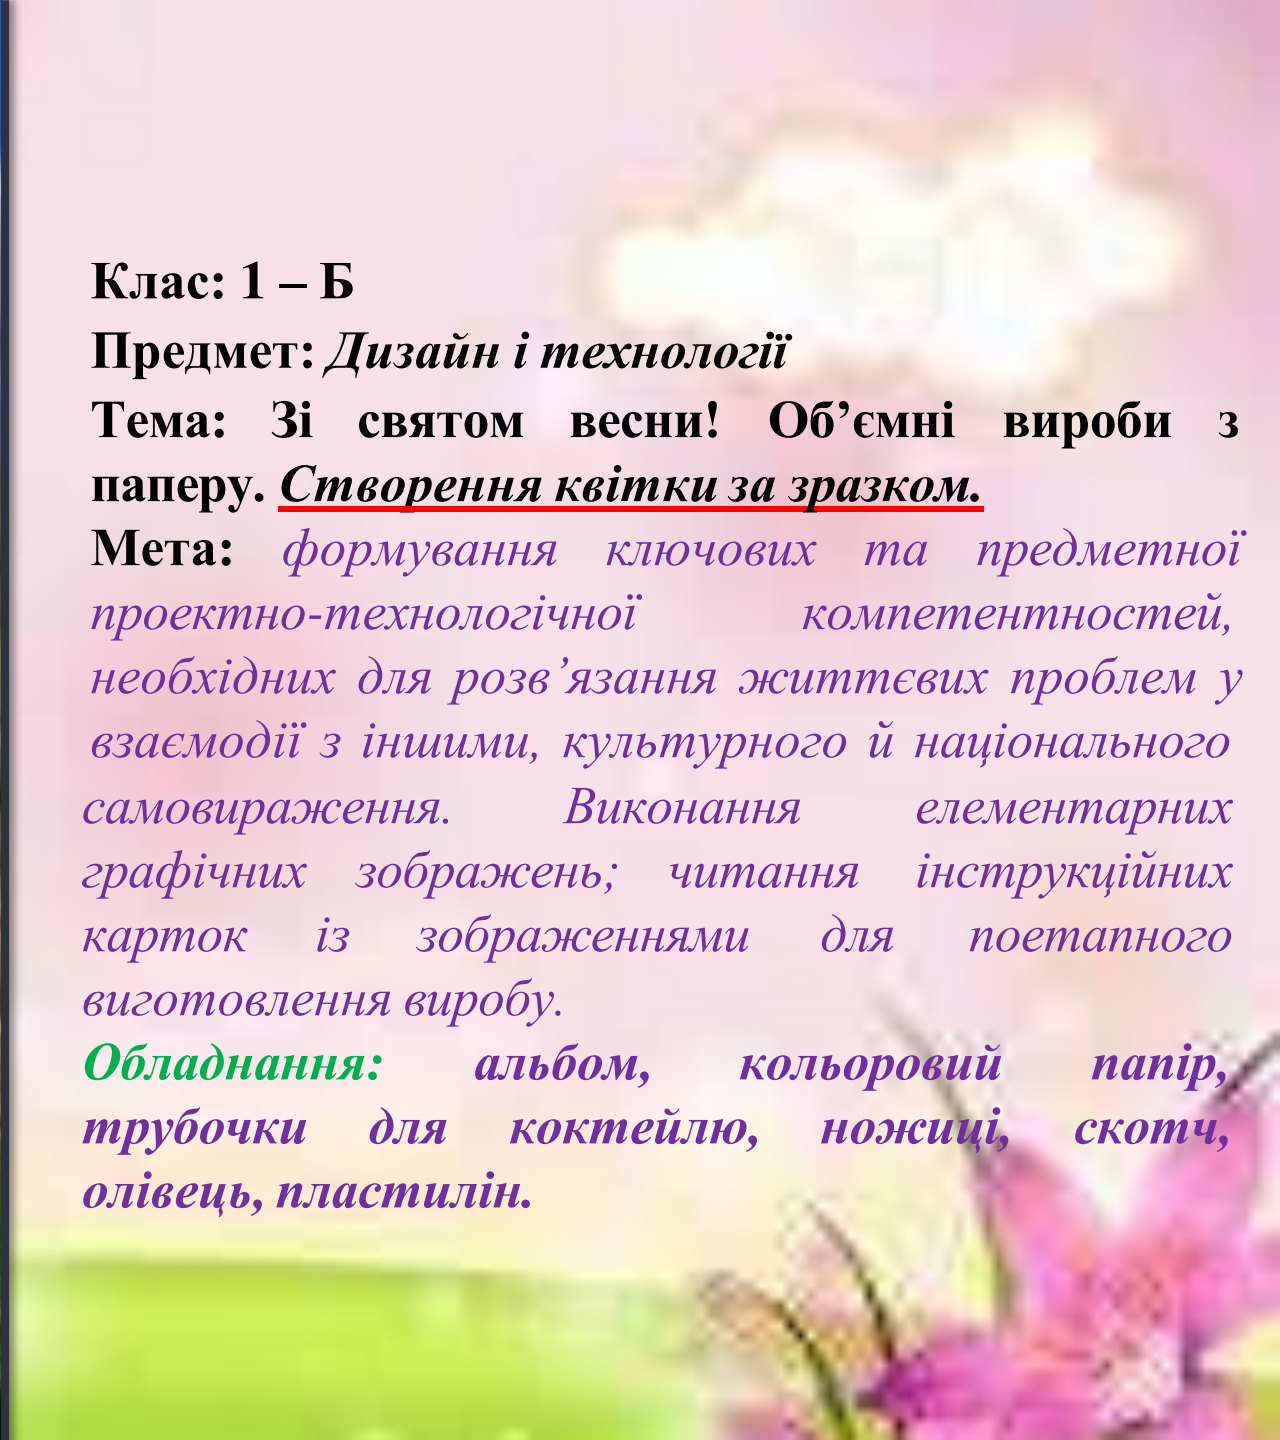 Клас: 1 – Б
Предмет: Дизайн і технології
Тема: Зі святом весни! Об’ємні вироби з
паперу. Створення квітки за зразком.
Мета: формування ключових та предметної
проектно-технологічної компетентностей,
необхідних для розв’язання життєвих проблем у
взаємодії з іншими, культурного й національного
самовираження. Виконання елементарних
графічних зображень; читання інструкційних
карток із зображеннями для поетапного
виготовлення виробу.
Обладнання: альбом, кольоровий папір,
трубочки для коктейлю, ножиці, скотч,
олівець, пластилін.